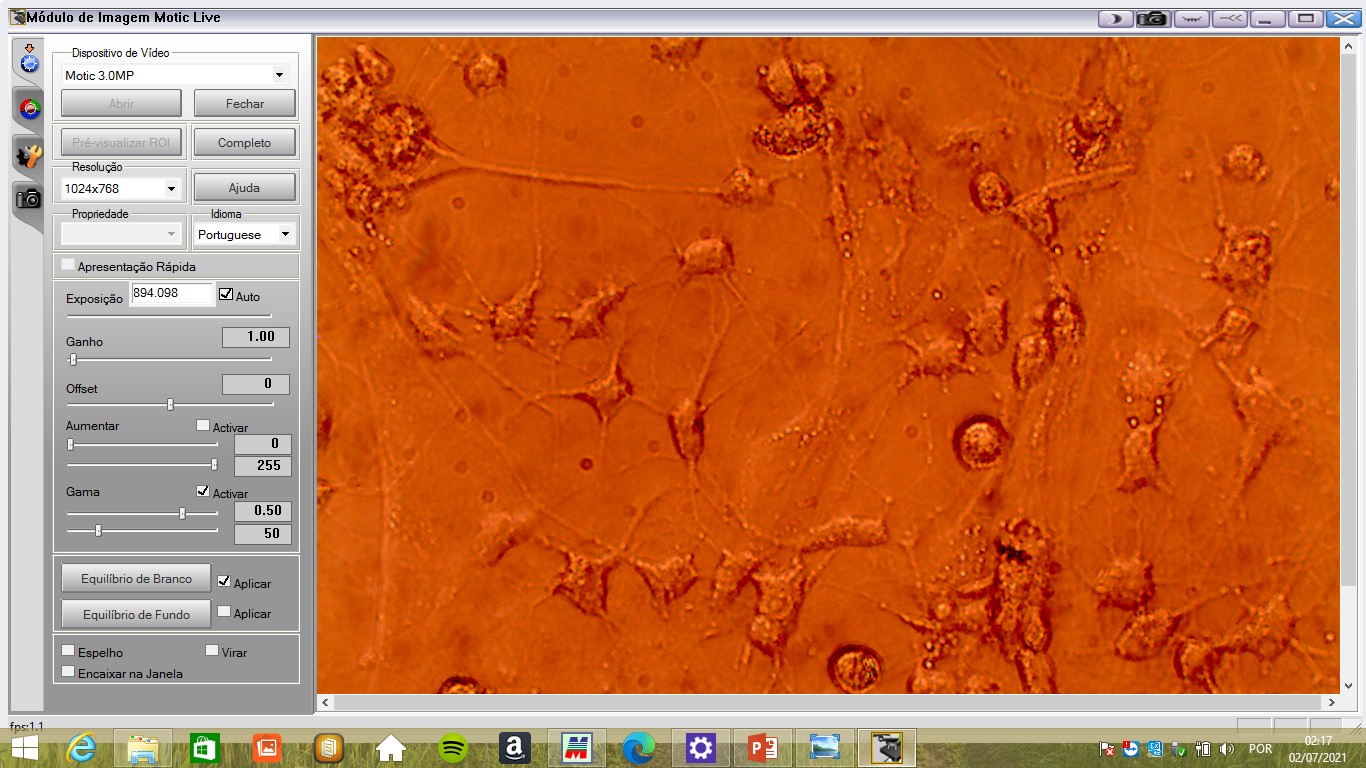 Módulo de Imagem Motic Live
Dispositivo de Vídeo
Motic 3.0MP
Abrir
Fechar
Pré-visualizar ROI
Completo
Resolução
1024x768
Ajuda
Propriedade
Idioma
Portuguese
Apresentação Rápida
Exposição
894.098
Auto
Ganho
1.00
Offset
0
Aumentar
Activar
0
255
Gama
Activar
0.50
50
Equilíbrio de Branco
Aplicar
Equilíbrio de Fundo
Aplicar
Espelho
Virar
Encaixar na Janela
fps:1.1
POR
02:17
02/07/2021